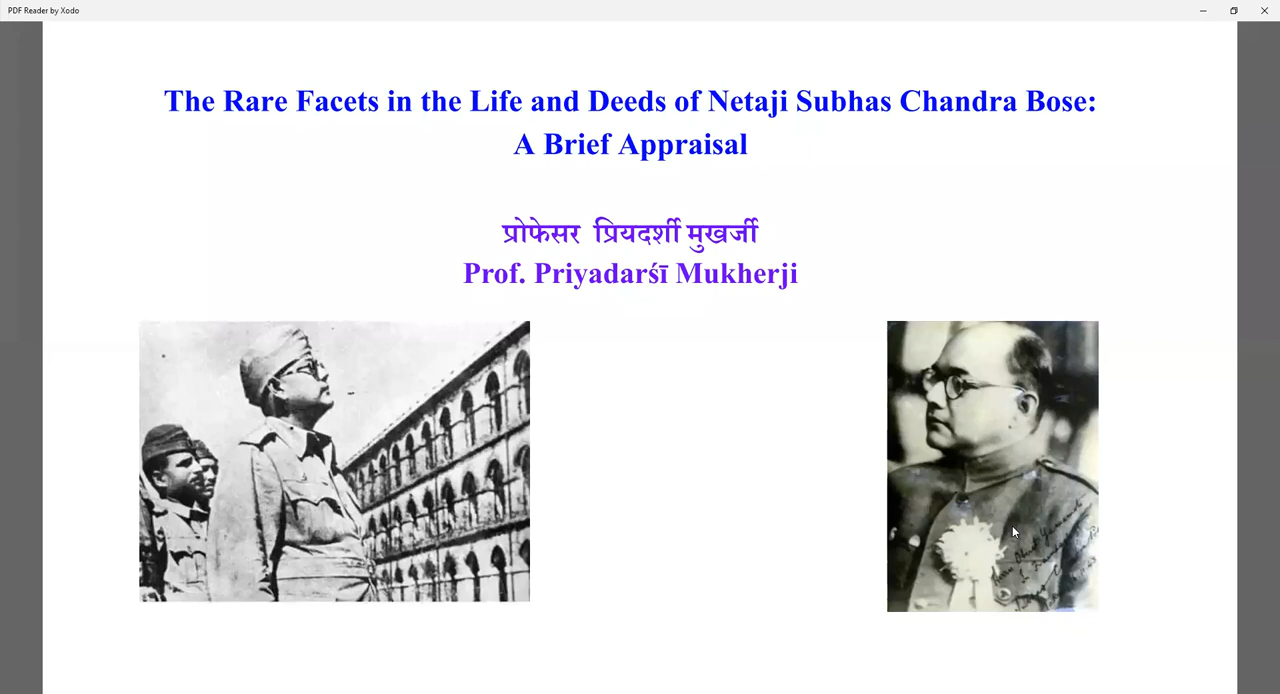 PDF Reader by Xodo
The Rare Facets in the Life and Deeds of Netaji Subhas Chandra Bose:
A Brief Appraisal
प्रोफेसर प्रियदर्शी मुखर्जी
Prof. Priyadarśī Mukherji